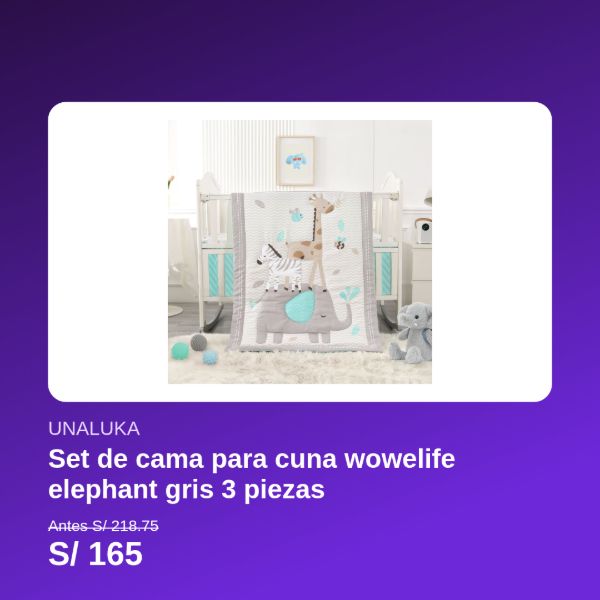 UNALUKA
Set de cama para cuna wowelife
elephant gris 3 piezas
Antes S/ 218.75
S/ 165